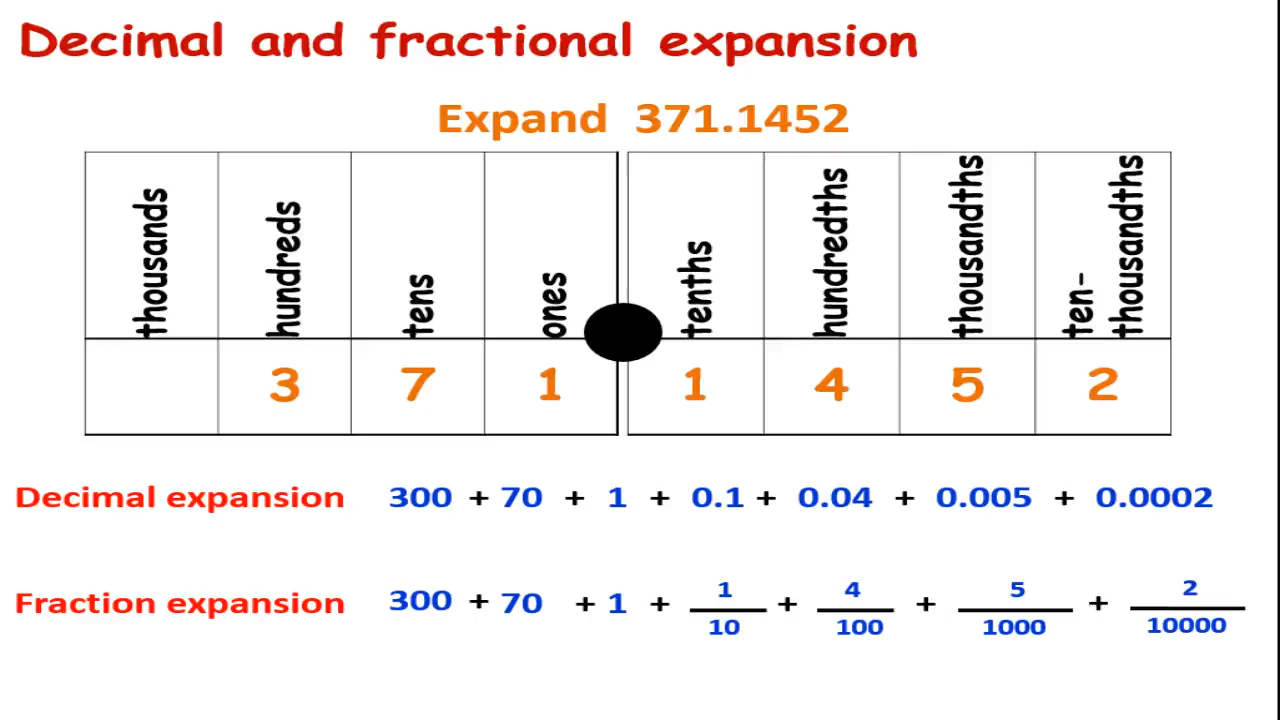 Decimal and fractional expansion
Expand 371.1452
thousands hundreds tens ones tenths hundredths thousandths ten-thousandths
3 7 1 1 4 5 2
Decimal expansion 300 + 70 + 1 + 0.1 + 0.04 + 0.005 + 0.0002
Fraction expansion 300 + 70 + 1 + 1/10 + 4/100 + 5/1000 + 2/10000